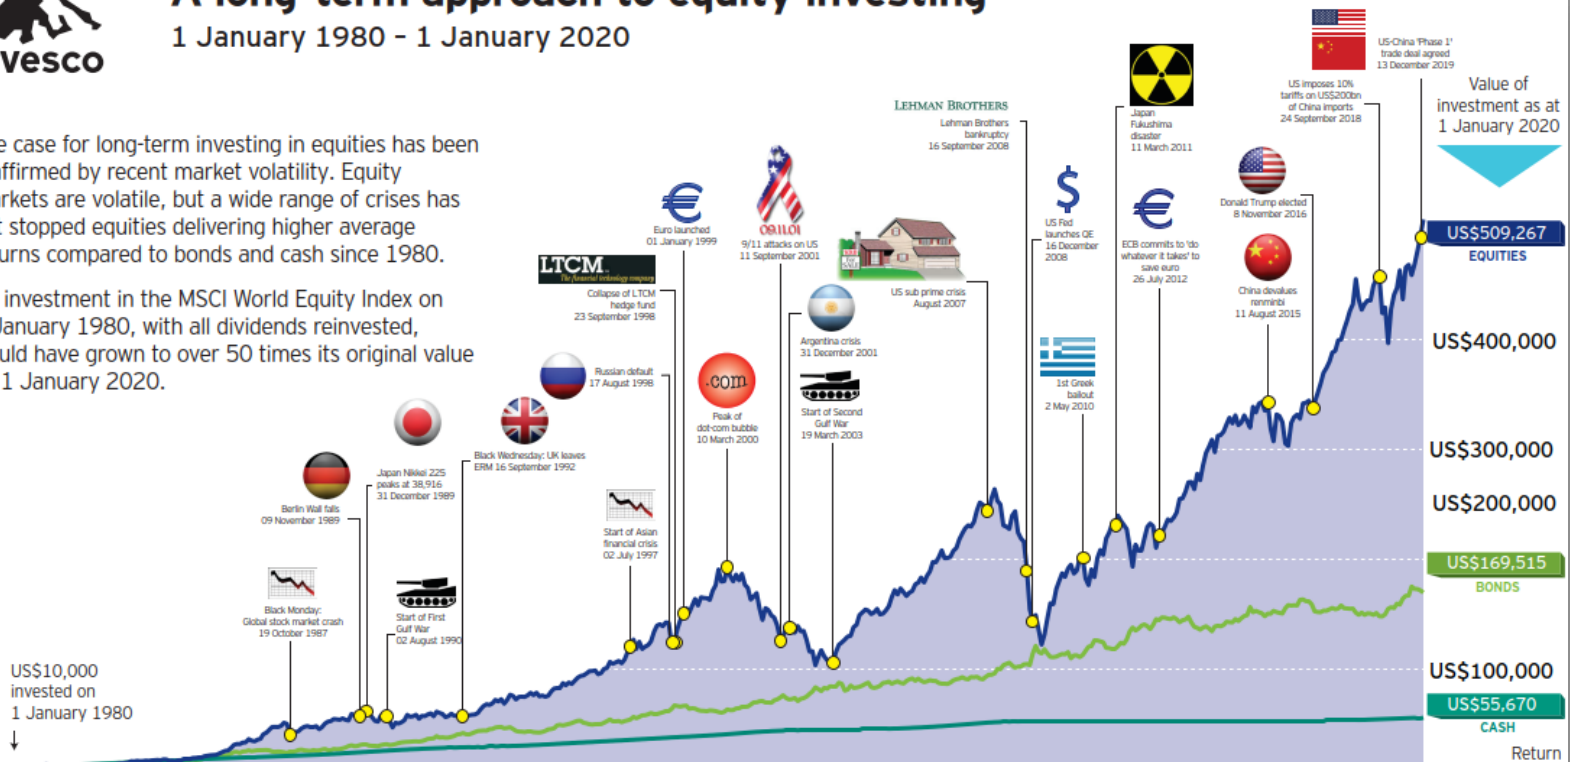 A long-term approach to equity investing
1 January 1980 - 1 January 2020
vesco
e case for long-term investing in equities has been
affirmed by recent market volatility. Equity
arkets are volatile, but a wide range of crises has
t stopped equities delivering higher average
urns compared to bonds and cash since 1980.
investment in the MSCI World Equity Index on
January 1980, with all dividends reinvested,
uld have grown to over 50 times its original value
1 January 2020.
US$10,000
invested on
1 January 1980
Black Monday:
Global stock market crash
19 October 1987
Berlin Wall falls
09 November 1989
Japan Nikkei 225
peaks at 38,916
31 December 1989
Start of First
Gulf War
02 August 1990
Black Wednesday: UK leaves
ERM 16 September 1992
Start of Asian
financial crisis
02 July 1997
Russian default
17 August 1998
LTCM
The financial technology company
Collapse of LTCM
hedge fund
23 September 1998
€
Euro launched
01 January 1999
.com
Peak of
dot-com bubble
10 March 2000
09.11.01
9/11 attacks on US
11 September 2001
Argentina crisis
31 December 2001
Start of Second
Gulf War
19 March 2003
FOR
SALE
US sub prime crisis
August 2007
LEHMAN BROTHERS
Lehman Brothers
bankruptcy
16 September 2008
$
US Fed
launches QE
16 December
2008
1st Greek
bailout
2 May 2010
Japan
Fukushima
disaster
11 March 2011
€
ECB commits to 'do
whatever it takes' to
save euro
26 July 2012
China devalues
renminbi
11 August 2015
Donald Trump elected
8 November 2016
US imposes 10%
tariffs on US$200bn
of China imports
24 September 2018
US-China 'Phase 1'
trade deal agreed
13 December 2019
Value of
investment as at
1 January 2020
US$509,267
EQUITIES
US$400,000
US$300,000
US$200,000
US$169,515
BONDS
US$100,000
US$55,670
CASH
Return